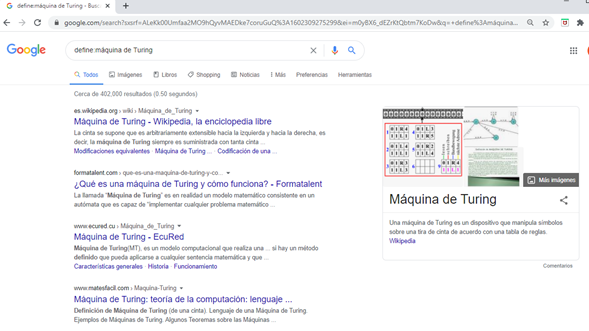 define:máquina de Turing - Busc
google.com/search?sxsrf=ALeKk00Umfaa2MO9hQyvMAEDke7coruGuQ%3A1602309275299&ei=m0yBX6_dEZrKtQbtm7KoDw&q=+define%3Amáquina...
Google
define:máquina de Turing
Todos
Imágenes
Libros
Shopping
Noticias
Más
Preferencias
Herramientas
Cerca de 402,000 resultados (0.50 segundos)
es.wikipedia.org › wiki › Máquina_de_Turing
Máquina de Turing - Wikipedia, la enciclopedia libre
La cinta se supone que es arbitrariamente extensible hacia la izquierda y hacia la derecha, es
decir, la máquina de Turing siempre es suministrada con tanta cinta ...
Modificaciones equivalentes · Máquina de Turing ... · Codificación de una ...
formatalent.com › que-es-una-maquina-de-turing-y-co...
¿Qué es una máquina de Turing y cómo funciona? - Formatalent
La llamada "Máquina de Turing" es en realidad un modelo matemático consistente en un
autómata que es capaz de "implementar cualquier problema matemático ...
www.ecured.cu › Máquina_de_Turing
Máquina de Turing - EcuRed
Máquina de Turing(MT), es un modelo computacional que realiza una ... si hay un método
definido que pueda aplicarse a cualquier sentencia matemática y que ...
Características generales · Historia · Funcionamiento
www.matesfacil.com › Maquina-Turing
Máquina de Turing: teoría de la computación: lenguaje ...
Definición de Máquina de Turing (de una cinta). Lenguaje de una Máquina de Turing.
Ejemplos de Máquinas de Turing. Algunos Teoremas sobre las Máquinas ...
Más imágenes
Máquina de Turing
Una máquina de Turing es un dispositivo que manipula símbolos
sobre una tira de cinta de acuerdo con una tabla de reglas.
Wikipedia
Comentarios